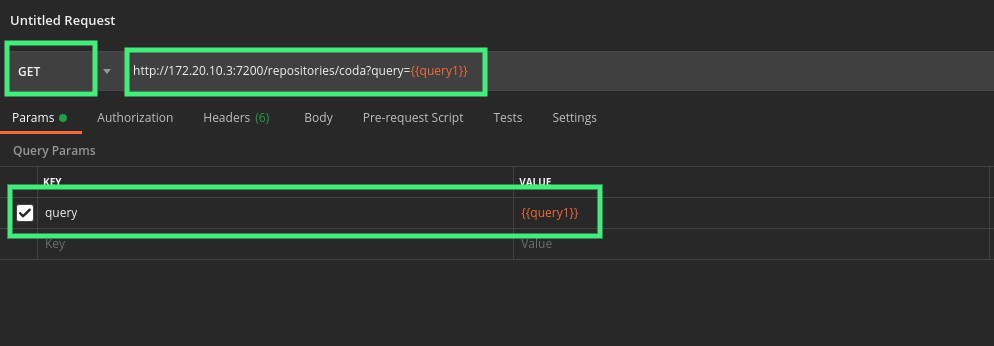 Untitled Request
GET http://172.20.10.3:7200/repositories/coda?query={{query1}}
Params Authorization Headers (6) Body Pre-request Script Tests Settings
Query Params
KEY VALUE
query {{query1}}
Key Value